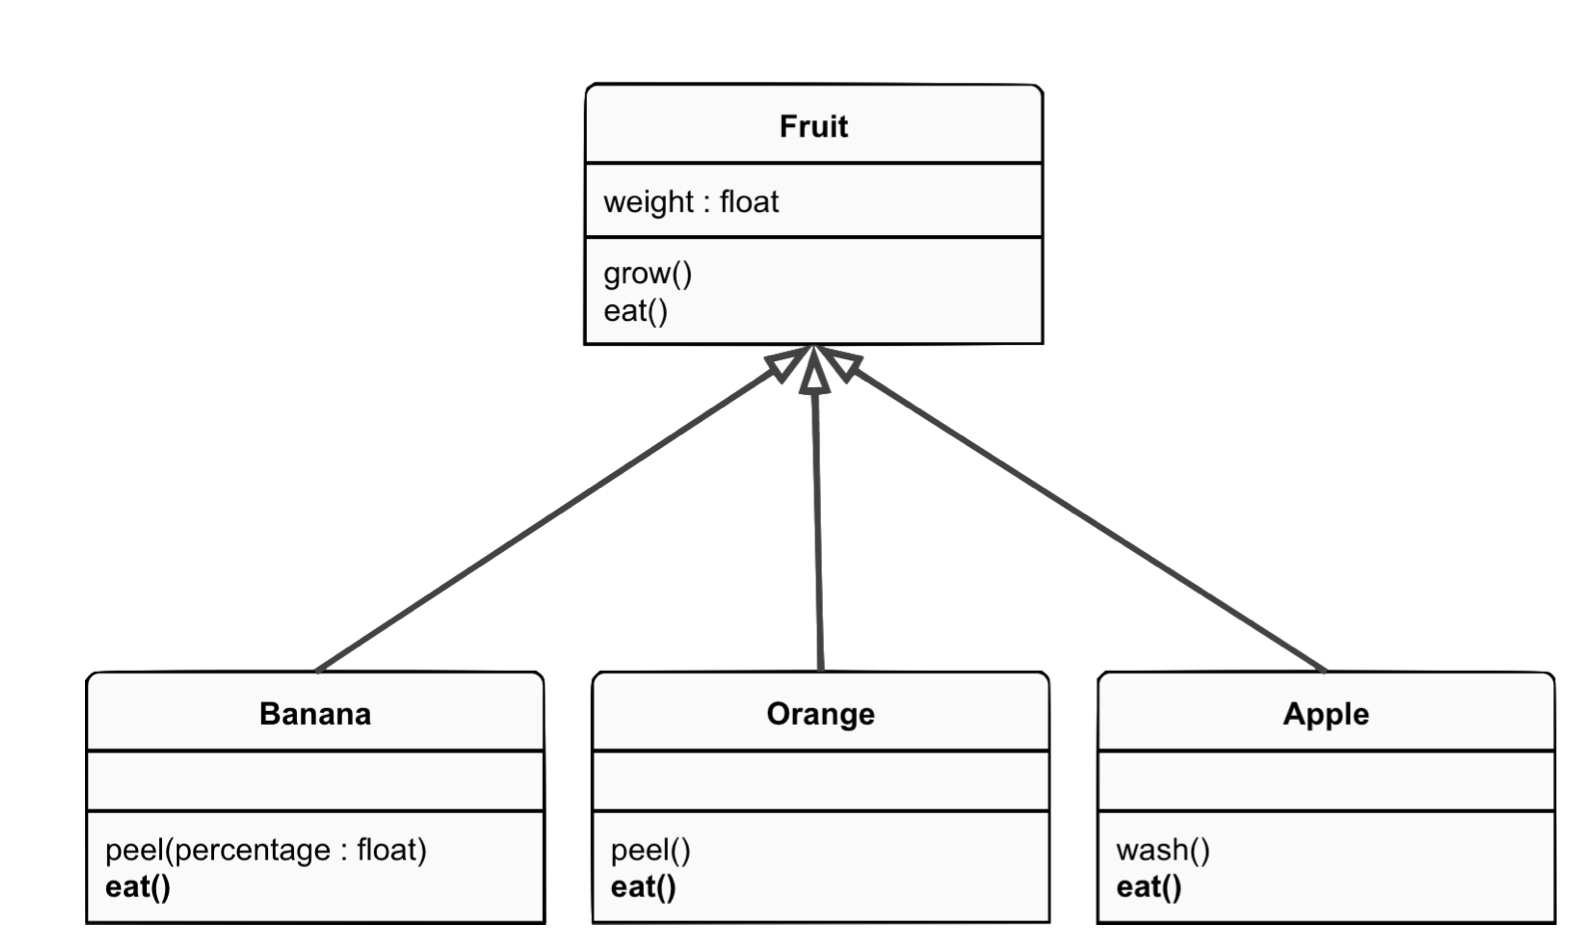 Fruit
weight : float
grow()
eat()
Banana
peel(percentage : float)
eat()
Orange
peel()
eat()
Apple
wash()
eat()